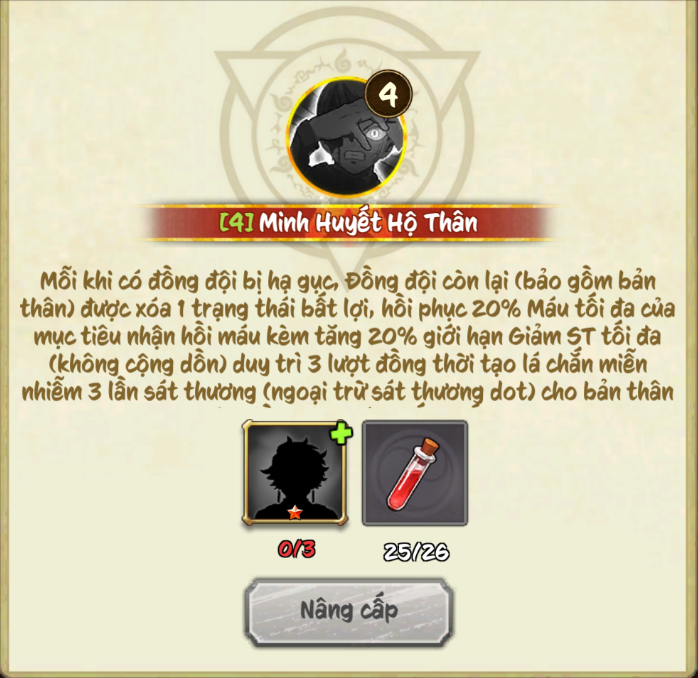 4
[4] Minh Huyết Hộ Thân
Mỗi khi có đồng đội bị hạ gục, Đồng đội còn lại (bảo gồm bản
thân) được xóa 1 trạng thái bất lợi, hồi phục 20% Máu tối đa của
mục tiêu nhận hồi máu kèm tăng 20% giới hạn Giảm ST tối đa
(không cộng dồn) duy trì 3 lượt đồng thời tạo lá chắn miễn
nhiễm 3 lần sát thương (ngoại trừ sát thương dot) cho bản thân
0/3
25/26
Nâng cấp